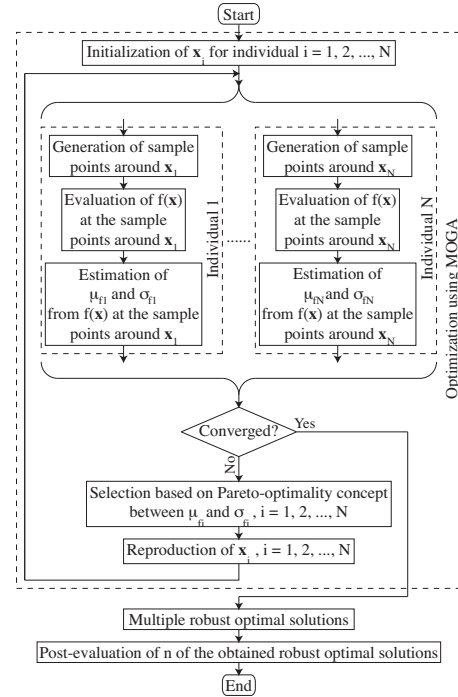 Start
Initialization of x_i for individual i = 1, 2, ..., N
Generation of sample
points around x_1
Evaluation of f(x)
at the sample
points around x_1
Estimation of
μ_f1 and σ_f1
from f(x) at the sample
points around x_1
Individual 1
......
Generation of sample
points around x_N
Evaluation of f(x)
at the sample
points around x_N
Estimation of
μ_fN and σ_fN
from f(x) at the sample
points around x_N
Individual N
Optimization using MOGA
Converged?
Yes
No
Selection based on Pareto-optimality concept
between μ_fi and σ_fi, i = 1, 2, ..., N
Reproduction of x_i, i = 1, 2, ..., N
Multiple robust optimal solutions
Post-evaluation of n of the obtained robust optimal solutions
End